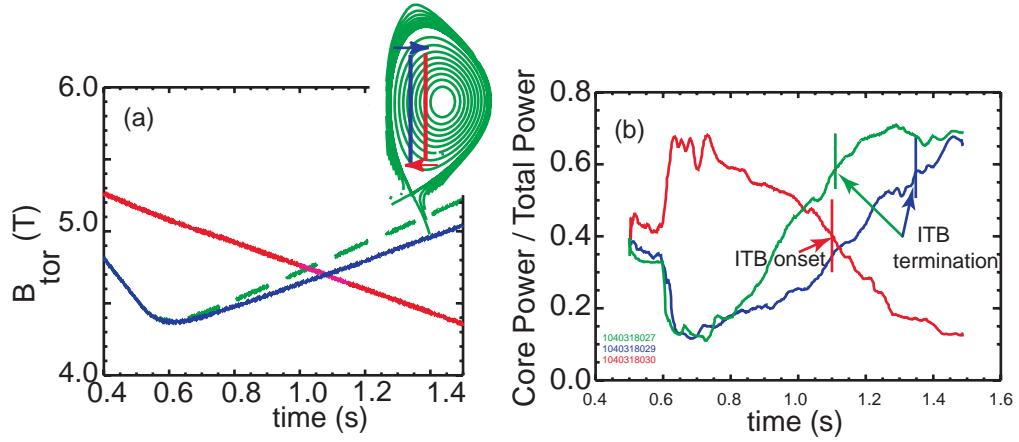 6.0
5.0
4.0
B tor (T)
(a)
0.4 0.6 0.8 1.0 1.2 1.4
time (s)
0.8
0.6
0.4
0.2
0.0
Core Power / Total Power
(b)
ITB onset
ITB
termination
1040318027
1040318029
1040318030
0.4 0.6 0.8 1.0 1.2 1.4 1.6
time (s)